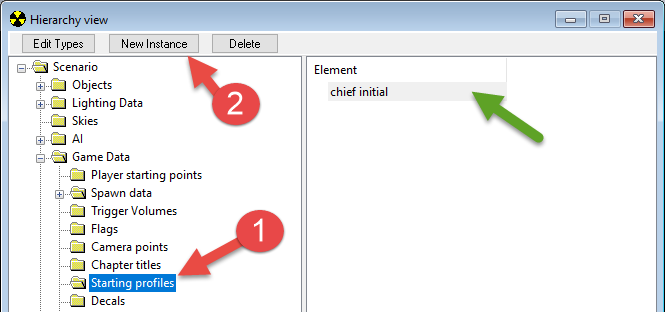 Hierarchy view
Edit Types New Instance Delete
Scenario
Objects
Lighting Data
Skies
AI
Game Data
Player starting points
Spawn data
Trigger Volumes
Flags
Camera points
Chapter titles
Starting profiles
Decals
Element
chief initial
2
1